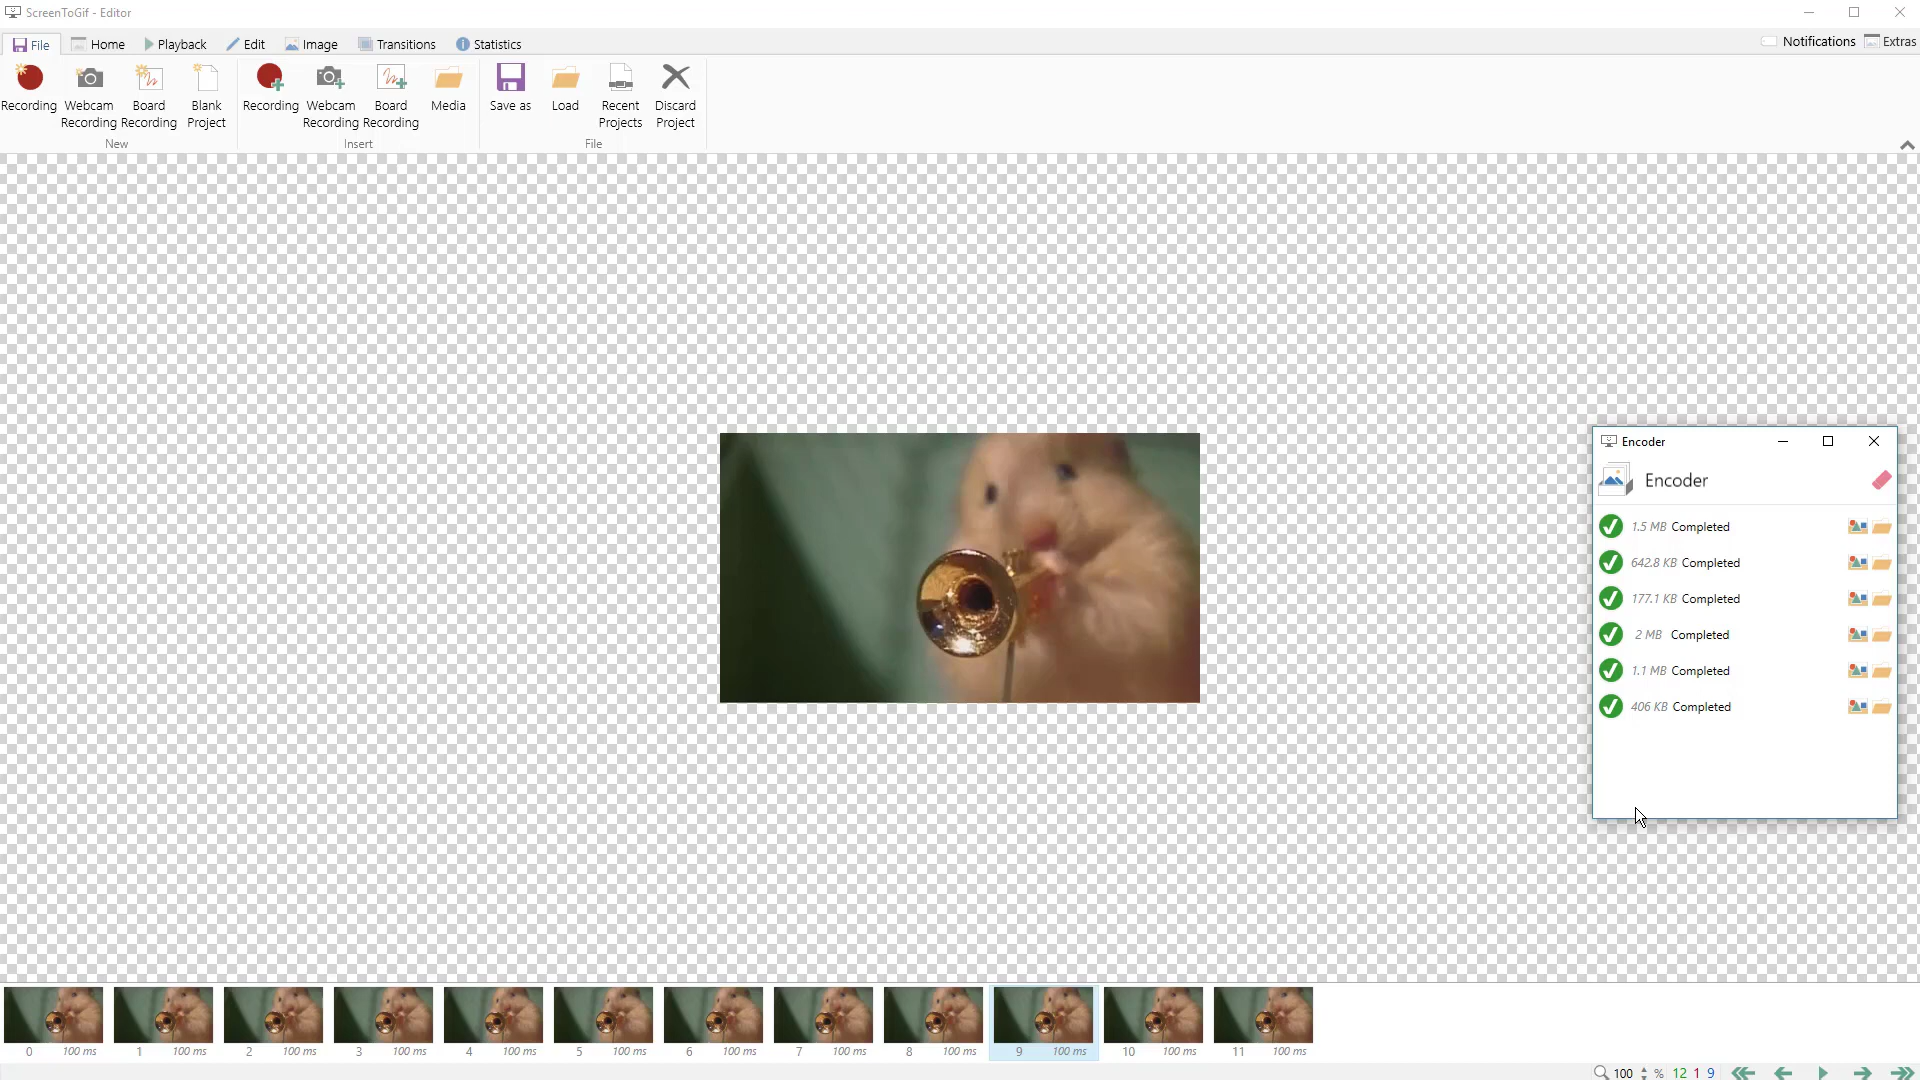 ScreenToGif - Editor
File Home Playback Edit Image Transitions Statistics Notifications Extras
Recording Webcam Recording Board Recording Blank Project Recording Webcam Recording Board Recording Media Save as Load Recent Projects Discard Project
New Insert File
Encoder
Encoder
1.5 MB Completed
642.8 KB Completed
177.1 KB Completed
2 MB Completed
1.1 MB Completed
406 KB Completed
0 100 ms 1 100 ms 2 100 ms 3 100 ms 4 100 ms 5 100 ms 6 100 ms 7 100 ms 8 100 ms 9 100 ms 10 100 ms 11 100 ms
100 % 12 1 9